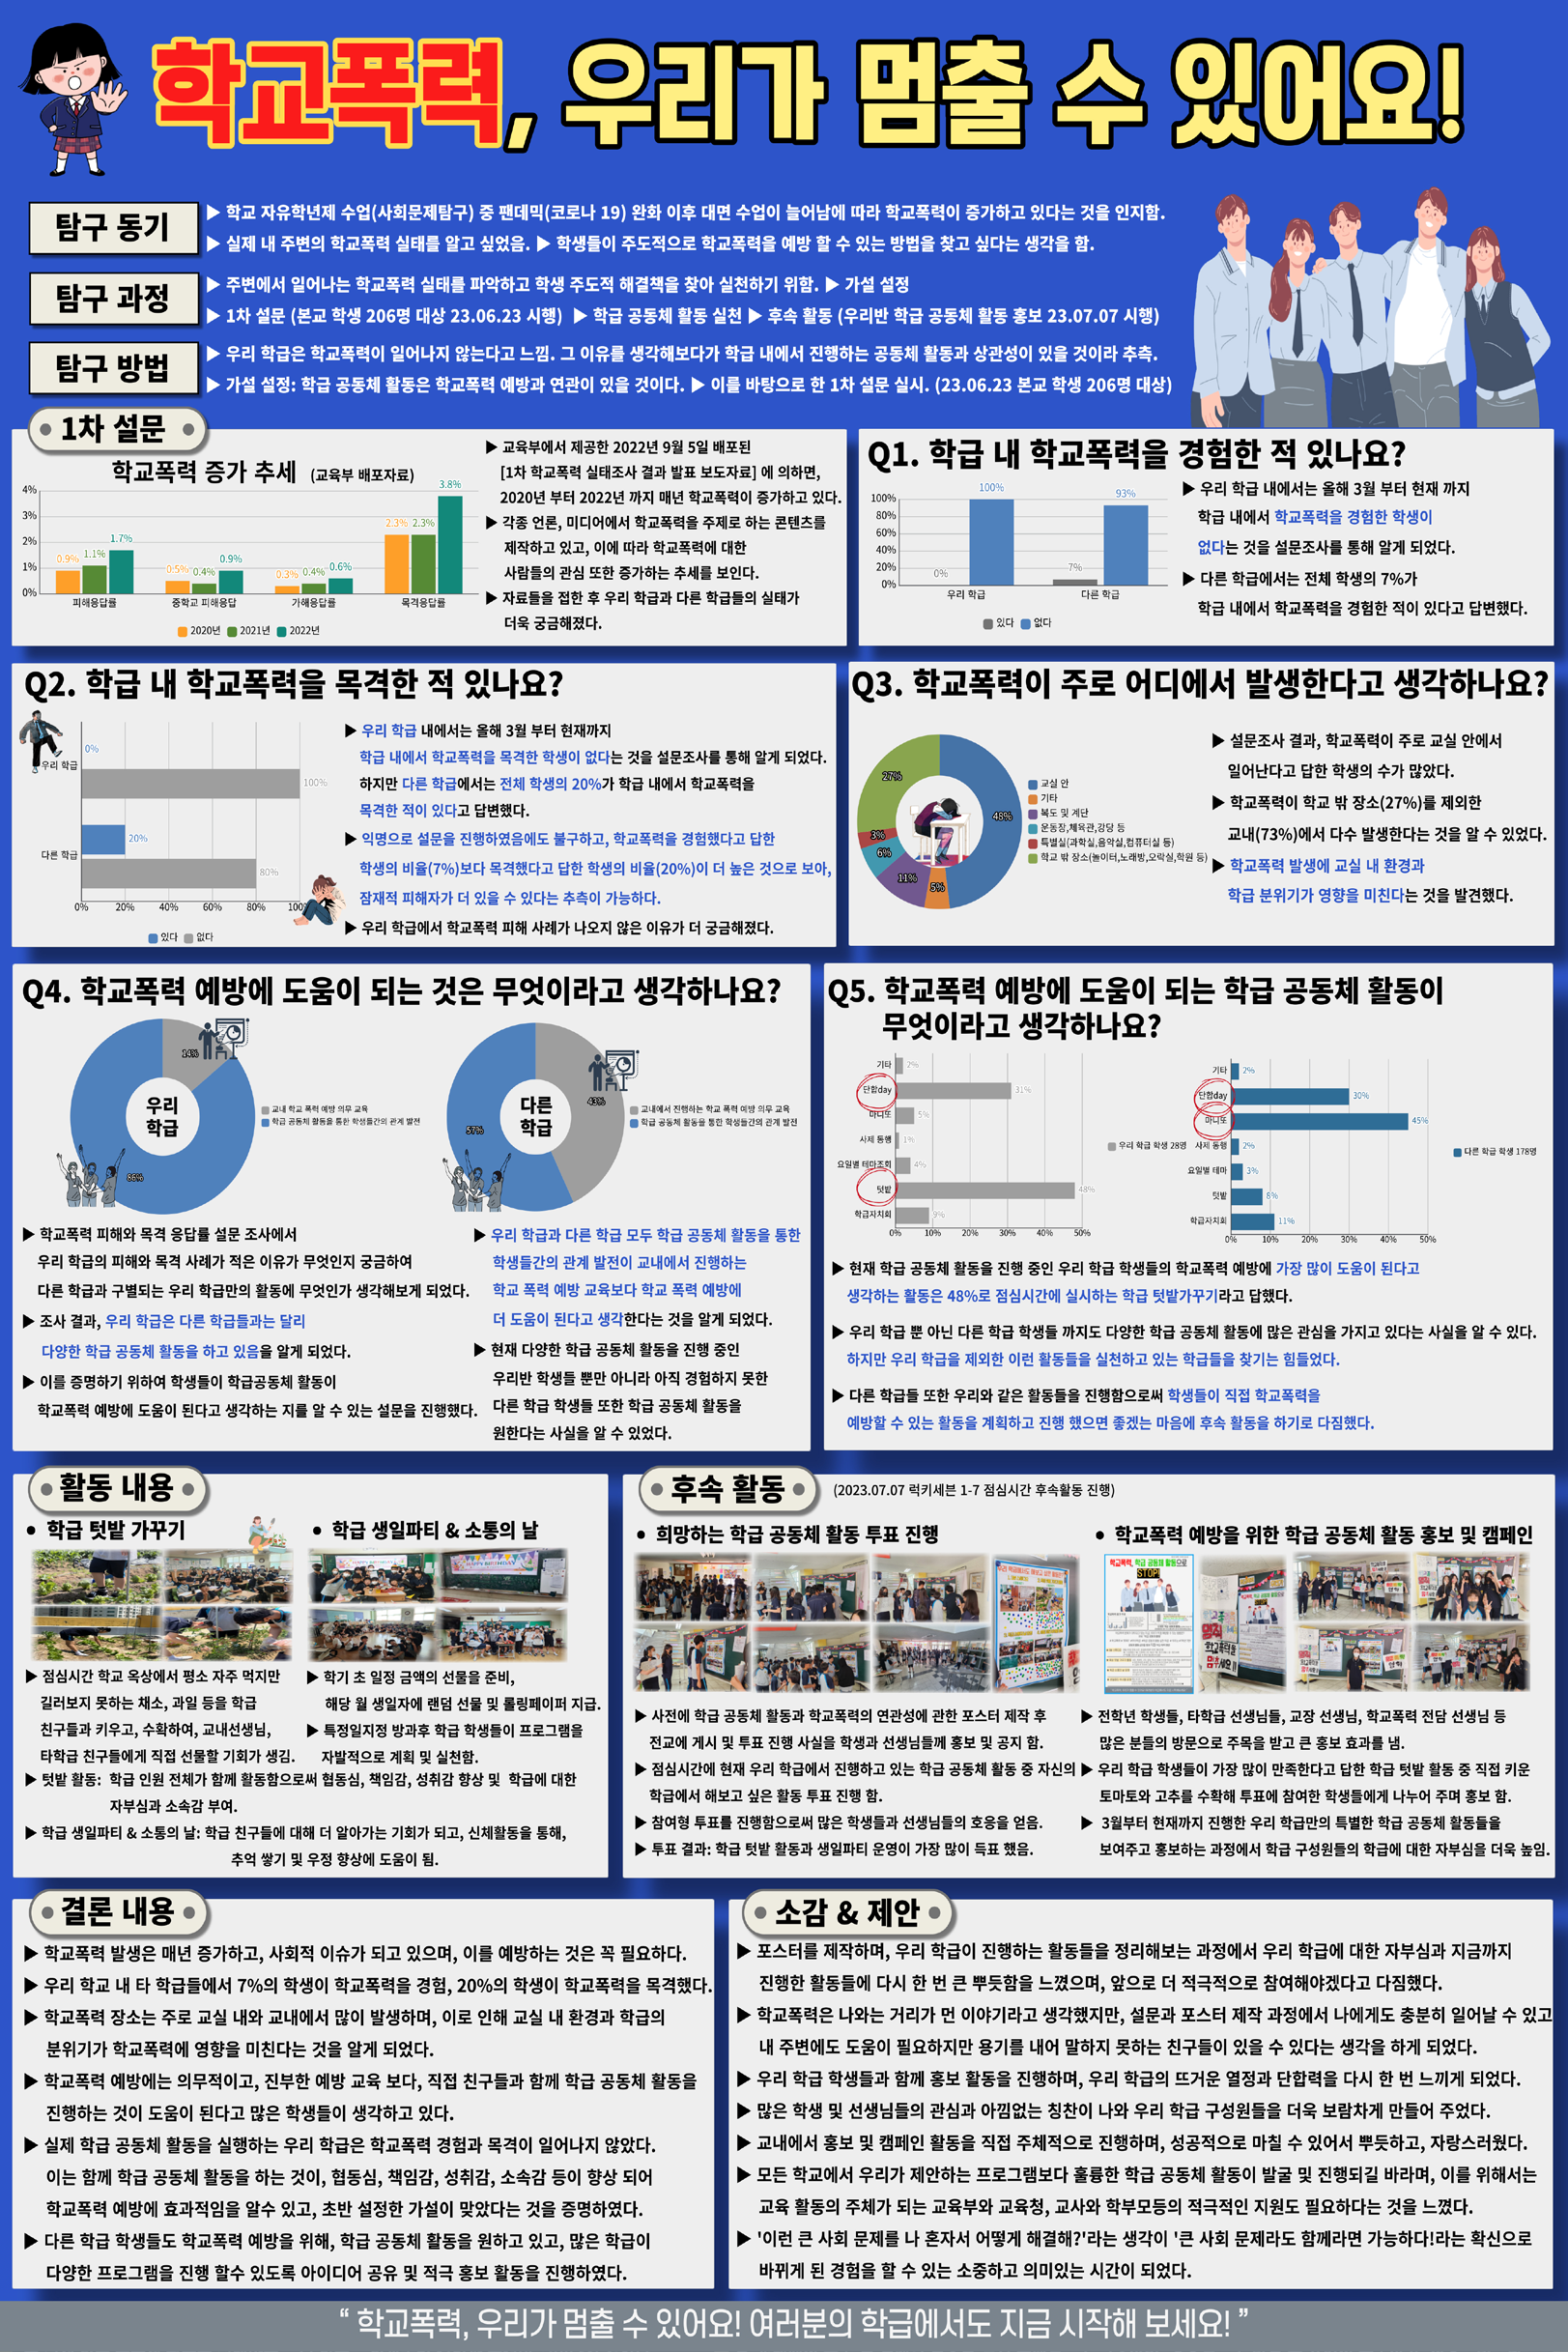 학교폭력, 우리가 멈출 수 있어요!
탐구 동기
▶ 학교 자유학년제 수업(사회문제탐구) 중 팬데믹(코로나 19) 완화 이후 대면 수업이 늘어남에 따라 학교폭력이 증가하고 있다는 것을 인지함.
▶ 실제 내 주변의 학교폭력 실태를 알고 싶었음. ▶ 학생들이 주도적으로 학교폭력을 예방 할 수 있는 방법을 찾고 싶다는 생각을 함.
탐구 과정
▶ 주변에서 일어나는 학교폭력 실태를 파악하고 학생 주도적 해결책을 찾아 실천하기 위함. ▶ 가설 설정
▶ 1차 설문 (본교 학생 206명 대상 23.06.23 시행) ▶ 학급 공동체 활동 실천 ▶ 후속 활동 (우리반 학급 공동체 활동 홍보 23.07.07 시행)
탐구 방법
▶ 우리 학급은 학교폭력이 일어나지 않는다고 느낌. 그 이유를 생각해보다가 학급 내에서 진행하는 공동체 활동과 상관성이 있을 것이라 추측.
▶ 가설 설정: 학급 공동체 활동은 학교폭력 예방과 연관이 있을 것이다. ▶ 이를 바탕으로 한 1차 설문 실시. (23.06.23 본교 학생 206명 대상)
1차 설문
학교폭력 증가 추세 (교육부 배포자료)
4%
3%
2%
1%
0%
0.9% 1.1% 1.7%
0.5% 0.4% 0.9%
0.3% 0.4% 0.6%
2.3% 2.3% 3.8%
피해응답률 중학교 피해응답 가해응답률 목격응답률
2020년 2021년 2022년
▶ 교육부에서 제공한 2022년 9월 5일 배포된
[1차 학교폭력 실태조사 결과 발표 보도자료] 에 의하면,
2020년 부터 2022년 까지 매년 학교폭력이 증가하고 있다.
▶ 각종 언론, 미디어에서 학교폭력을 주제로 하는 콘텐츠를
제작하고 있고, 이에 따라 학교폭력에 대한
사람들의 관심 또한 증가하는 추세를 보인다.
▶ 자료들을 접한 후 우리 학급과 다른 학급들의 실태가
더욱 궁금해졌다.
Q1. 학급 내 학교폭력을 경험한 적 있나요?
100%
80%
60%
40%
20%
0%
0% 100% 7% 93%
우리 학급 다른 학급
있다 없다
▶ 우리 학급 내에서는 올해 3월 부터 현재 까지
학급 내에서 학교폭력을 경험한 학생이
없다는 것을 설문조사를 통해 알게 되었다.
▶ 다른 학급에서는 전체 학생의 7%가
학급 내에서 학교폭력을 경험한 적이 있다고 답변했다.
Q2. 학급 내 학교폭력을 목격한 적 있나요?
우리 학급
0%
100%
다른 학급
20%
80%
0% 20% 40% 60% 80% 100%
있다 없다
▶ 우리 학급 내에서는 올해 3월 부터 현재까지
학급 내에서 학교폭력을 목격한 학생이 없다는 것을 설문조사를 통해 알게 되었다.
하지만 다른 학급에서는 전체 학생의 20%가 학급 내에서 학교폭력을
목격한 적이 있다고 답변했다.
▶ 익명으로 설문을 진행하였음에도 불구하고, 학교폭력을 경험했다고 답한
학생의 비율(7%)보다 목격했다고 답한 학생의 비율(20%)이 더 높은 것으로 보아,
잠재적 피해자가 더 있을 수 있다는 추측이 가능하다.
▶ 우리 학급에서 학교폭력 피해 사례가 나오지 않은 이유가 더 궁금해졌다.
Q3. 학교폭력이 주로 어디에서 발생한다고 생각하나요?
27%
48%
3%
6%
11%
5%
교실 안
기타
복도 및 계단
운동장,체육관,강당 등
특별실(과학실,음악실,컴퓨터실 등)
학교 밖 장소(놀이터,노래방,오락실,학원 등)
▶ 설문조사 결과, 학교폭력이 주로 교실 안에서
일어난다고 답한 학생의 수가 많았다.
▶ 학교폭력이 학교 밖 장소(27%)를 제외한
교내(73%)에서 다수 발생한다는 것을 알 수 있었다.
▶ 학교폭력 발생에 교실 내 환경과
학급 분위기가 영향을 미친다는 것을 발견했다.
Q4. 학교폭력 예방에 도움이 되는 것은 무엇이라고 생각하나요?
14%
우리
학급
교내 학교 폭력 예방 의무 교육
학급 공동체 활동을 통한 학생들간의 관계 발전
43%
57%
다른
학급
교내에서 진행하는 학교 폭력 예방 의무 교육
학급 공동체 활동을 통한 학생들간의 관계 발전
▶ 학교폭력 피해와 목격 응답률 설문 조사에서
우리 학급의 피해와 목격 사례가 적은 이유가 무엇인지 궁금하여
다른 학급과 구별되는 우리 학급만의 활동에 무엇인가 생각해보게 되었다.
▶ 조사 결과, 우리 학급은 다른 학급들과는 달리
다양한 학급 공동체 활동을 하고 있음을 알게 되었다.
▶ 이를 증명하기 위하여 학생들이 학급공동체 활동이
학교폭력 예방에 도움이 된다고 생각하는 지를 알 수 있는 설문을 진행했다.
▶ 우리 학급과 다른 학급 모두 학급 공동체 활동을 통한
학생들간의 관계 발전이 교내에서 진행하는
학교 폭력 예방 교육보다 학교 폭력 예방에
더 도움이 된다고 생각한다는 것을 알게 되었다.
▶ 현재 다양한 학급 공동체 활동을 진행 중인
우리반 학생들 뿐만 아니라 아직 경험하지 못한
다른 학급 학생들 또한 학급 공동체 활동을
원한다는 사실을 알 수 있었다.
Q5. 학교폭력 예방에 도움이 되는 학급 공동체 활동이
무엇이라고 생각하나요?
기타 2%
단합day 31%
마니또 5%
사제 동행 1%
요일별 테마조회 4%
텃밭 48%
학급자치회 9%
0% 10% 20% 30% 40% 50%
우리 학급 학생 28명
기타 2%
단합day 30%
마니또 45%
사제 동행 2%
요일별 테마 3%
텃밭 8%
학급자치회 11%
0% 10% 20% 30% 40% 50%
다른 학급 학생 178명
▶ 현재 학급 공동체 활동을 진행 중인 우리 학급 학생들의 학교폭력 예방에 가장 많이 도움이 된다고
생각하는 활동은 48%로 점심시간에 실시하는 학급 텃밭가꾸기라고 답했다.
▶ 우리 학급 뿐 아닌 다른 학급 학생들 까지도 다양한 학급 공동체 활동에 많은 관심을 가지고 있다는 사실을 알 수 있다.
하지만 우리 학급을 제외한 이런 활동들을 실천하고 있는 학급들을 찾기는 힘들었다.
▶ 다른 학급들 또한 우리와 같은 활동들을 진행함으로써 학생들이 직접 학교폭력을
예방할 수 있는 활동을 계획하고 진행 했으면 좋겠는 마음에 후속 활동을 하기로 다짐했다.
활동 내용
• 학급 텃밭 가꾸기
▶ 점심시간 학교 옥상에서 평소 자주 먹지만
길러보지 못하는 채소, 과일 등을 학급
친구들과 키우고, 수확하여, 교내선생님,
타학급 친구들에게 직접 선물할 기회가 생김.
• 학급 생일파티 & 소통의 날
▶ 학기 초 일정 금액의 선물을 준비,
해당 월 생일자에 랜덤 선물 및 롤링페이퍼 지급.
▶ 특정일지정 방과후 학급 학생들이 프로그램을
자발적으로 계획 및 실천함.
▶ 텃밭 활동: 학급 인원 전체가 함께 활동함으로써 협동심, 책임감, 성취감 향상 및 학급에 대한
자부심과 소속감 부여.
▶ 학급 생일파티 & 소통의 날: 학급 친구들에 대해 더 알아가는 기회가 되고, 신체활동을 통해,
추억 쌓기 및 우정 향상에 도움이 됨.
후속 활동
(2023.07.07 럭키세븐 1-7 점심시간 후속활동 진행)
• 희망하는 학급 공동체 활동 투표 진행
▶ 사전에 학급 공동체 활동과 학교폭력의 연관성에 관한 포스터 제작 후
전교에 게시 및 투표 진행 사실을 학생과 선생님들께 홍보 및 공지 함.
▶ 점심시간에 현재 우리 학급에서 진행하고 있는 학급 공동체 활동 중 자신의
학급에서 해보고 싶은 활동 투표 진행 함.
▶ 참여형 투표를 진행함으로써 많은 학생들과 선생님들의 호응을 얻음.
▶ 투표 결과: 학급 텃밭 활동과 생일파티 운영이 가장 많이 득표 했음.
• 학교폭력 예방을 위한 학급 공동체 활동 홍보 및 캠페인
학교폭력, 학급 공동체 활동으로
STOP!
▶ 전학년 학생들, 타학급 선생님들, 교장 선생님, 학교폭력 전담 선생님 등
많은 분들의 방문으로 주목을 받고 큰 홍보 효과를 냄.
▶ 우리 학급 학생들이 가장 많이 만족한다고 답한 학급 텃밭 활동 중 직접 키운
토마토와 고추를 수확해 투표에 참여한 학생들에게 나누어 주며 홍보 함.
▶ 3월부터 현재까지 진행한 우리 학급만의 특별한 학급 공동체 활동들을
보여주고 홍보하는 과정에서 학급 구성원들의 학급에 대한 자부심을 더욱 높임.
결론 내용
▶ 학교폭력 발생은 매년 증가하고, 사회적 이슈가 되고 있으며, 이를 예방하는 것은 꼭 필요하다.
▶ 우리 학교 내 타 학급들에서 7%의 학생이 학교폭력을 경험, 20%의 학생이 학교폭력을 목격했다.
▶ 학교폭력 장소는 주로 교실 내와 교내에서 많이 발생하며, 이로 인해 교실 내 환경과 학급의
분위기가 학교폭력에 영향을 미친다는 것을 알게 되었다.
▶ 학교폭력 예방에는 의무적이고, 진부한 예방 교육 보다, 직접 친구들과 함께 학급 공동체 활동을
진행하는 것이 도움이 된다고 많은 학생들이 생각하고 있다.
▶ 실제 학급 공동체 활동을 실행하는 우리 학급은 학교폭력 경험과 목격이 일어나지 않았다.
이는 함께 학급 공동체 활동을 하는 것이, 협동심, 책임감, 성취감, 소속감 등이 향상 되어
학교폭력 예방에 효과적임을 알수 있고, 초반 설정한 가설이 맞았다는 것을 증명하였다.
▶ 다른 학급 학생들도 학교폭력 예방을 위해, 학급 공동체 활동을 원하고 있고, 많은 학급이
다양한 프로그램을 진행 할수 있도록 아이디어 공유 및 적극 홍보 활동을 진행하였다.
소감 & 제안
▶ 포스터를 제작하며, 우리 학급이 진행하는 활동들을 정리해보는 과정에서 우리 학급에 대한 자부심과 지금까지
진행한 활동들에 다시 한 번 큰 뿌듯함을 느꼈으며, 앞으로 더 적극적으로 참여해야겠다고 다짐했다.
▶ 학교폭력은 나와는 거리가 먼 이야기라고 생각했지만, 설문과 포스터 제작 과정에서 나에게도 충분히 일어날 수 있고
내 주변에도 도움이 필요하지만 용기를 내어 말하지 못하는 친구들이 있을 수 있다는 생각을 하게 되었다.
▶ 우리 학급 학생들과 함께 홍보 활동을 진행하며, 우리 학급의 뜨거운 열정과 단합력을 다시 한 번 느끼게 되었다.
▶ 많은 학생 및 선생님들의 관심과 아낌없는 칭찬이 나와 우리 학급 구성원들을 더욱 보람차게 만들어 주었다.
▶ 교내에서 홍보 및 캠페인 활동을 직접 주체적으로 진행하며, 성공적으로 마칠 수 있어서 뿌듯하고, 자랑스러웠다.
▶ 모든 학교에서 우리가 제안하는 프로그램보다 훌륭한 학급 공동체 활동이 발굴 및 진행되길 바라며, 이를 위해서는
교육 활동의 주체가 되는 교육부와 교육청, 교사와 학부모등의 적극적인 지원도 필요하다는 것을 느꼈다.
▶ '이런 큰 사회 문제를 나 혼자서 어떻게 해결해?'라는 생각이 '큰 사회 문제라도 함께라면 가능하다!라는 확신으로
바뀌게 된 경험을 할 수 있는 소중하고 의미있는 시간이 되었다.
“ 학교폭력, 우리가 멈출 수 있어요! 여러분의 학급에서도 지금 시작해 보세요! ”